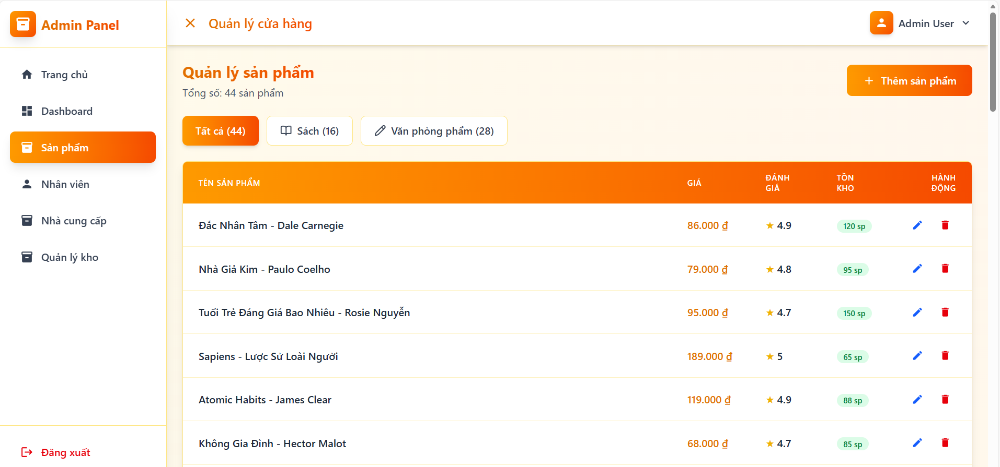 Admin Panel
Quản lý cửa hàng
Admin User
Trang chủ
Dashboard
Sản phẩm
Nhân viên
Nhà cung cấp
Quản lý kho
Đăng xuất
Quản lý sản phẩm
Tổng số: 44 sản phẩm
Thêm sản phẩm
Tất cả (44)
Sách (16)
Văn phòng phẩm (28)
TÊN SẢN PHẨM GIÁ ĐÁNH GIÁ TỒN KHO HÀNH ĐỘNG
Đắc Nhân Tâm - Dale Carnegie 86.000 ₫ ★ 4.9 120 sp
Nhà Giả Kim - Paulo Coelho 79.000 ₫ ★ 4.8 95 sp
Tuổi Trẻ Đáng Giá Bao Nhiêu - Rosie Nguyễn 95.000 ₫ ★ 4.7 150 sp
Sapiens - Lược Sử Loài Người 189.000 ₫ ★ 5 65 sp
Atomic Habits - James Clear 119.000 ₫ ★ 4.9 88 sp
Không Gia Đình - Hector Malot 68.000 ₫ ★ 4.7 85 sp